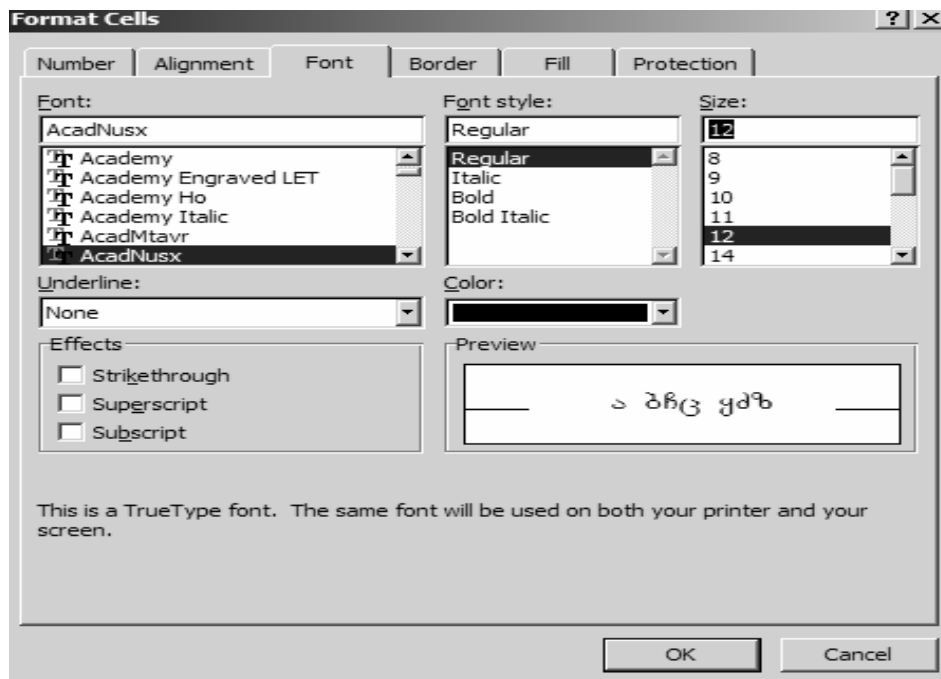 Format Cells
Number Alignment Font Border Fill Protection
Font: Font style: Size:
AcadNusx Regular 12
Academy Regular 8
Academy Engraved LET Italic 9
Academy Ho Bold 10
Academy Italic Bold Italic 11
AcadMtavr 12
AcadNusx 14
Underline: Color:
None
Effects Preview
Strikethrough
Superscript
Subscript
ა ბჩც ყძზ
This is a TrueType font. The same font will be used on both your printer and your
screen.
OK Cancel